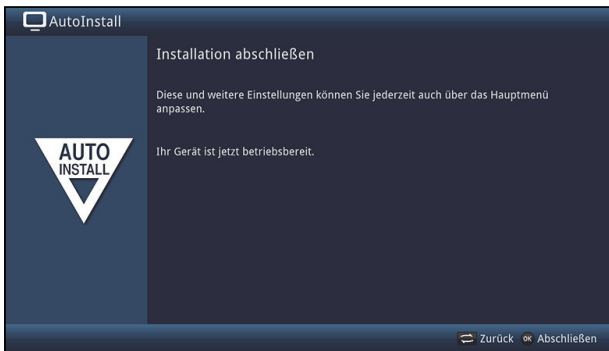 AutoInstall
Installation abschließen
Diese und weitere Einstellungen können Sie jederzeit auch über das Hauptmenü
anpassen.
Ihr Gerät ist jetzt betriebsbereit.
AUTO
INSTALL
Zurück OK Abschließen